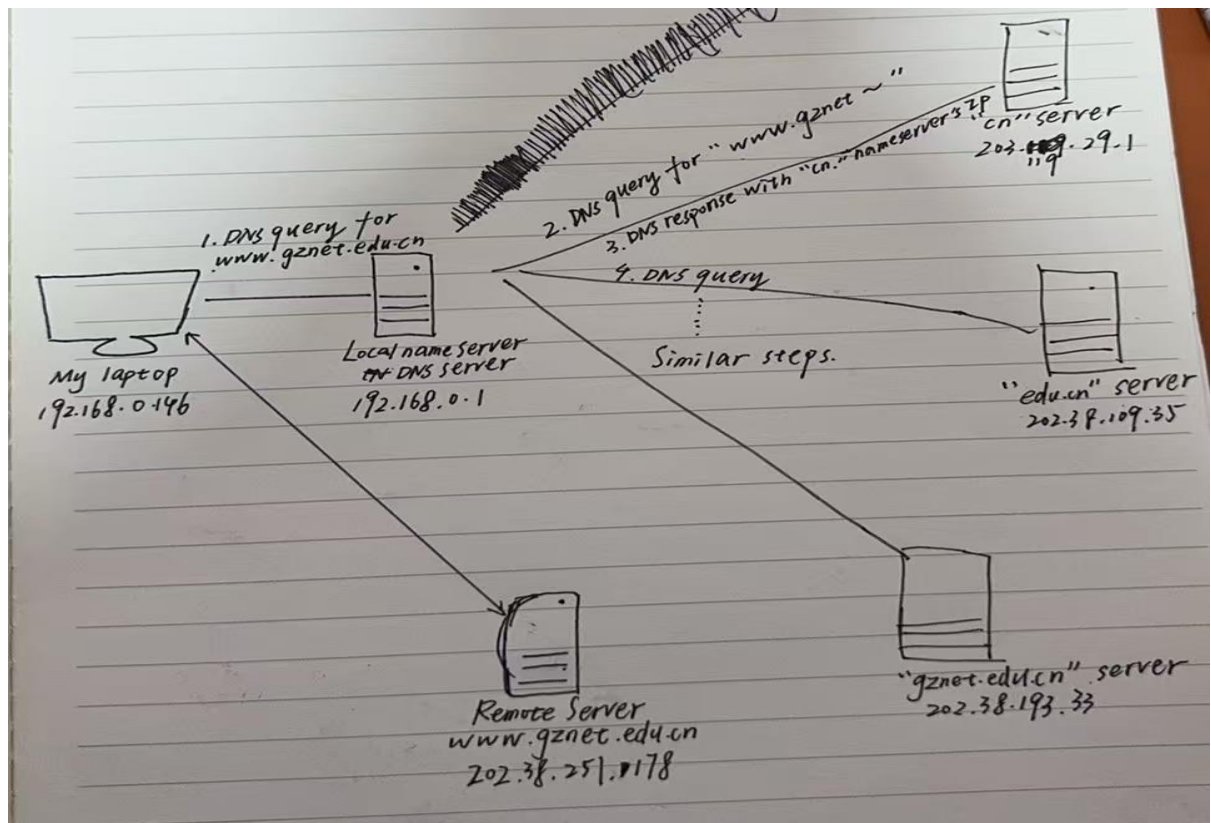 1. DNS query for
www.gznet.edu.cn
2. DNS query for "www.gznet ~"
3. DNS response with "cn." nameserver's IP
4. DNS query
Similar steps.
"cn" server
203.119.29.1
My laptop
192.168.0.146
Local name server
DNS server
192.168.0.1
"edu.cn" server
202.38.109.35
"gznet.edu.cn" server
202.38.193.33
Remote Server
www.gznet.edu.cn
202.38.251.178